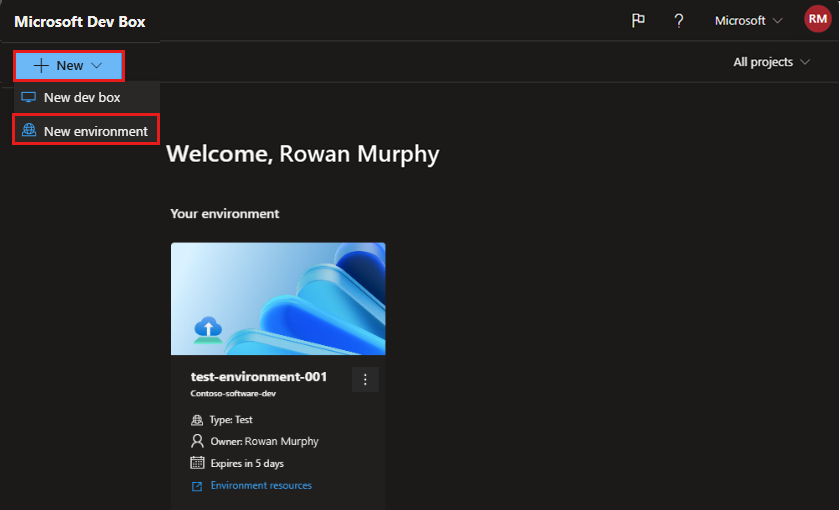 Microsoft Dev Box
?
Microsoft
RM
+ New
All projects
New dev box
New environment
Welcome, Rowan Murphy
Your environment
test-environment-001
Contoso-software-dev
Type: Test
Owner: Rowan Murphy
Expires in 5 days
Environment resources